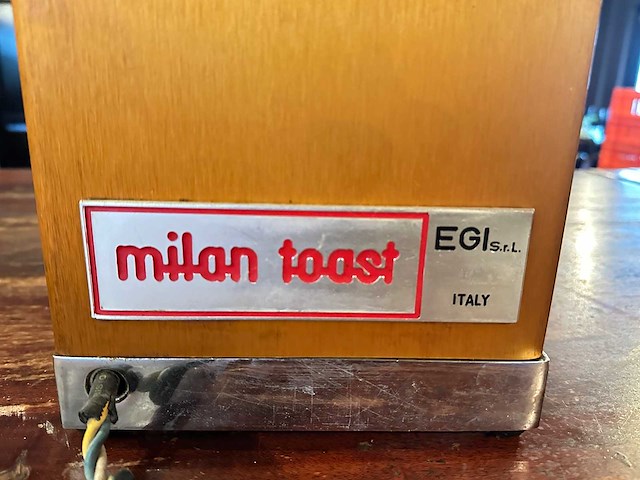 milan toast
EGI S.r.L.
ITALY